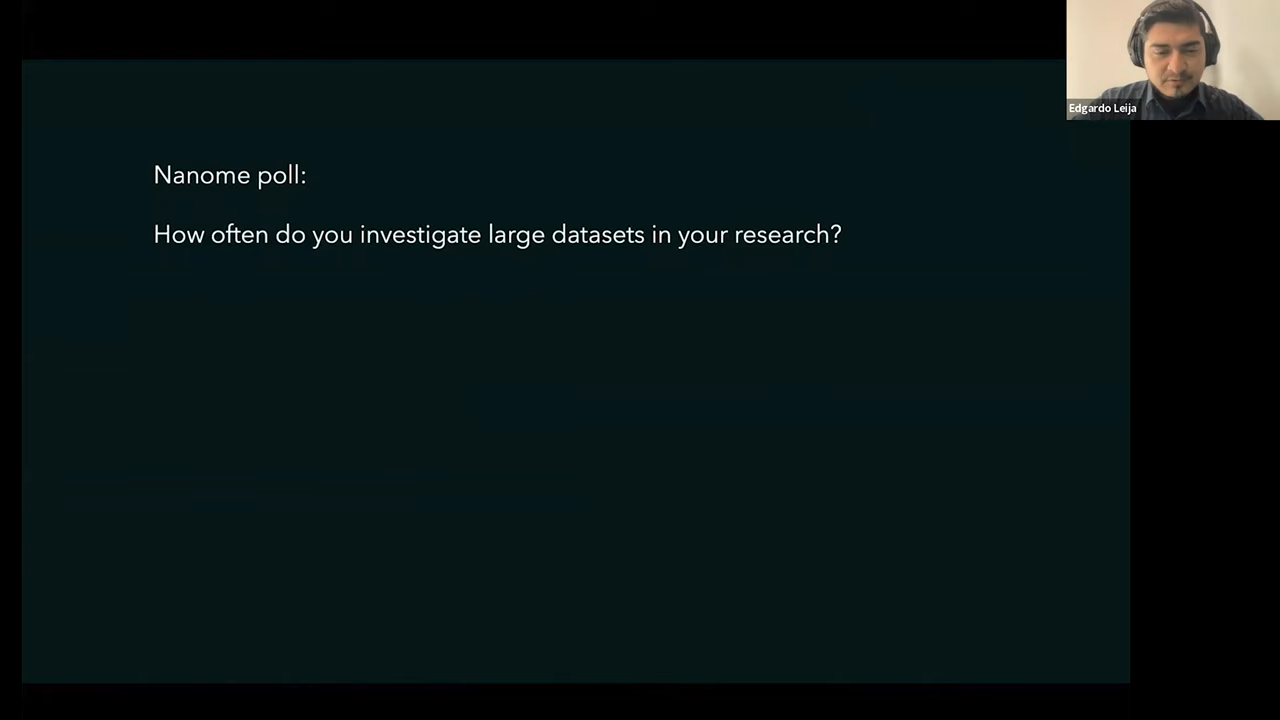 Edgardo Leija
Nanome poll:
How often do you investigate large datasets in your research?